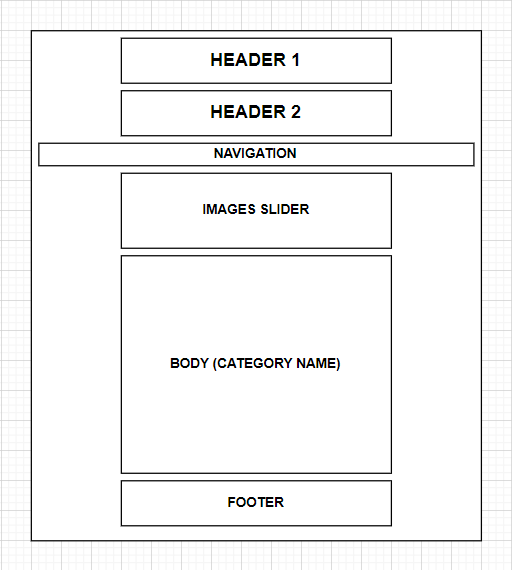 HEADER 1
HEADER 2
NAVIGATION
IMAGES SLIDER
BODY (CATEGORY NAME)
FOOTER